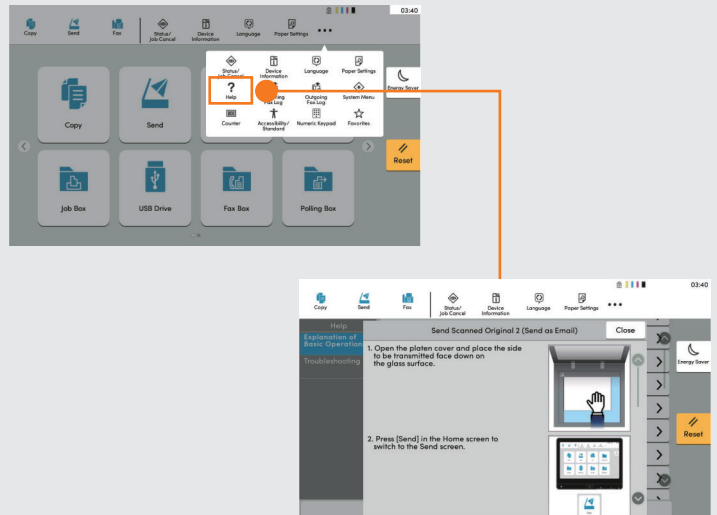 03:40
Copy
Send
Fax
Status/
Job Cancel
Device
Information
Language
Paper Settings
Status/
Job Cancel
Device
Information
Language
Paper Settings
Help
Fax Log
Outgoing
Fax Log
System Menu
Counter
Accessibility/
Standard
Numeric Keypad
Favorites
Energy Saver
Reset
Copy
Send
Job Box
USB Drive
Fax Box
Polling Box
03:40
Copy
Send
Fax
Status/
Job Cancel
Device
Information
Language
Paper Settings
Help
Send Scanned Original 2 (Send as Email)
Close
Explanation of
Basic Operation
Troubleshooting
1. Open the platen cover and place the side
to be transmitted face down on
the glass surface.
2. Press [Send] in the Home screen to
switch to the Send screen.
Energy Saver
Reset